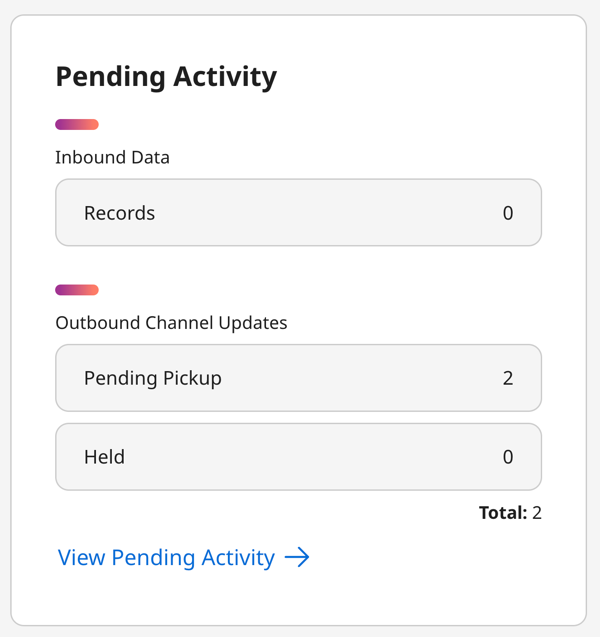 Pending Activity
Inbound Data
Records 0
Outbound Channel Updates
Pending Pickup 2
Held 0
Total: 2
View Pending Activity →